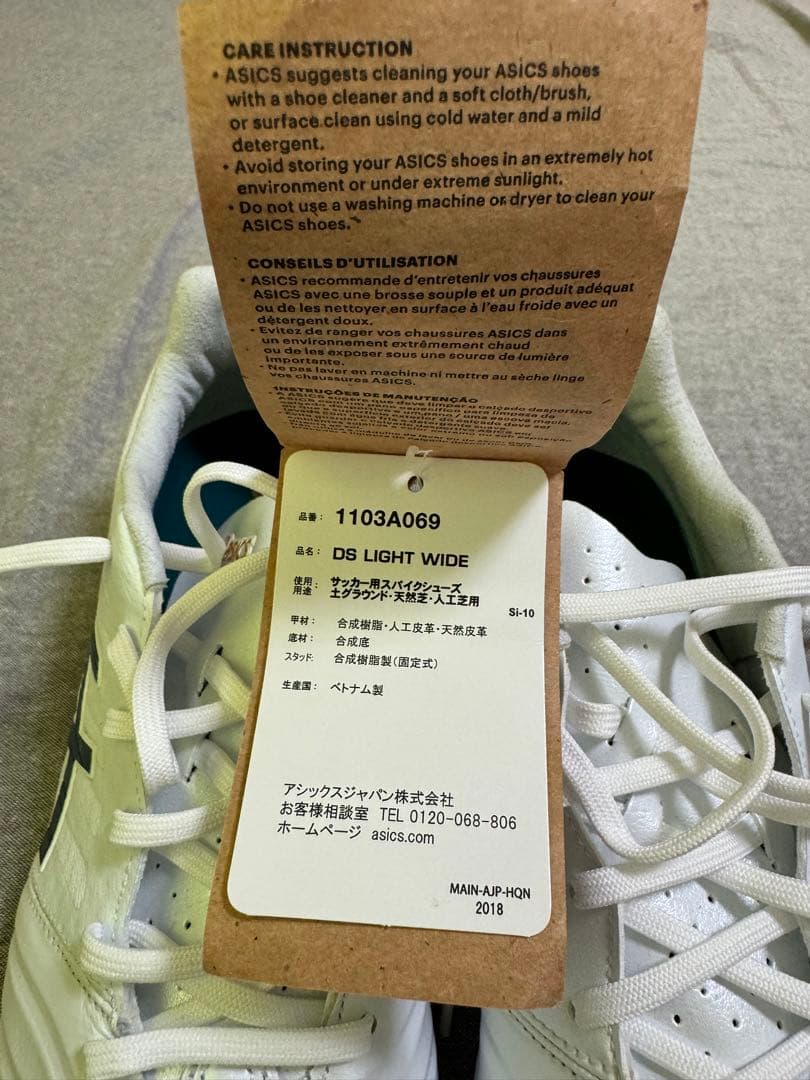 CARE INSTRUCTION
• ASICS suggests cleaning your ASICS shoes
with a shoe cleaner and a soft cloth/brush,
or surface clean using cold water and a mild
detergent.
• Avoid storing your ASICS shoes in an extremely hot
environment or under extreme sunlight.
• Do not use a washing machine or dryer to clean your
ASICS shoes.
CONSEILS D'UTILISATION
• ASICS recommande d'entretenir vos chaussures
ASICS avec une brosse souple et un produit adéquat
ou de les nettoyer en surface à l'eau froide avec un
détergent doux.
• Evitez de ranger vos chaussures ASICS dans
un environnement extrêmement chaud
ou de les exposer sous une source de lumière
importante.
• Ne pas laver en machine ni mettre au sèche linge
vos chaussures ASICS.
INSTRUÇÕES DE MANUTENÇÃO
• A ASICS sugere que deve
calçado desportivo
asics
品番: 1103A069
品名: DS LIGHT WIDE
使用用途: サッカー用スパイクシューズ
土グラウンド・天然芝・人工芝用
Si-10
甲材: 合成樹脂・人工皮革・天然皮革
底材: 合成底
スタッド: 合成樹脂製(固定式)
生産国: ベトナム製
アシックスジャパン株式会社
お客様相談室 TEL 0120-068-806
ホームページ asics.com
MAIN-AJP-HQN
2018